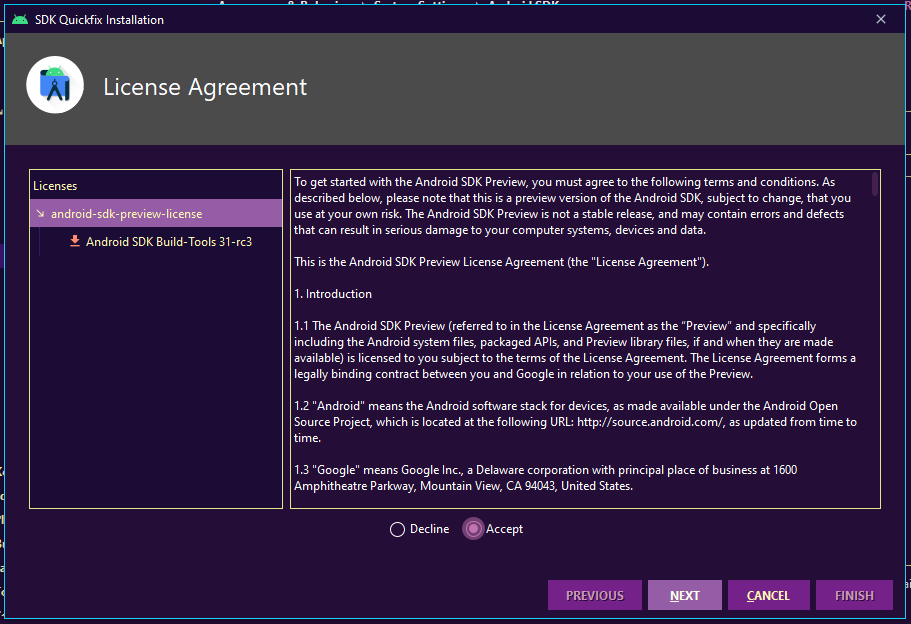 SDK Quickfix Installation
License Agreement
Licenses
android-sdk-preview-license
Android SDK Build-Tools 31-rc3
To get started with the Android SDK Preview, you must agree to the following terms and conditions. As
described below, please note that this is a preview version of the Android SDK, subject to change, that you
use at your own risk. The Android SDK Preview is not a stable release, and may contain errors and defects
that can result in serious damage to your computer systems, devices and data.
This is the Android SDK Preview License Agreement (the "License Agreement").
1. Introduction
1.1 The Android SDK Preview (referred to in the License Agreement as the “Preview” and specifically
including the Android system files, packaged APIs, and Preview library files, if and when they are made
available) is licensed to you subject to the terms of the License Agreement. The License Agreement forms a
legally binding contract between you and Google in relation to your use of the Preview.
1.2 "Android" means the Android software stack for devices, as made available under the Android Open
Source Project, which is located at the following URL: http://source.android.com/, as updated from time to
time.
1.3 "Google" means Google Inc., a Delaware corporation with principal place of business at 1600
Amphitheatre Parkway, Mountain View, CA 94043, United States.
Decline Accept
PREVIOUS NEXT CANCEL FINISH